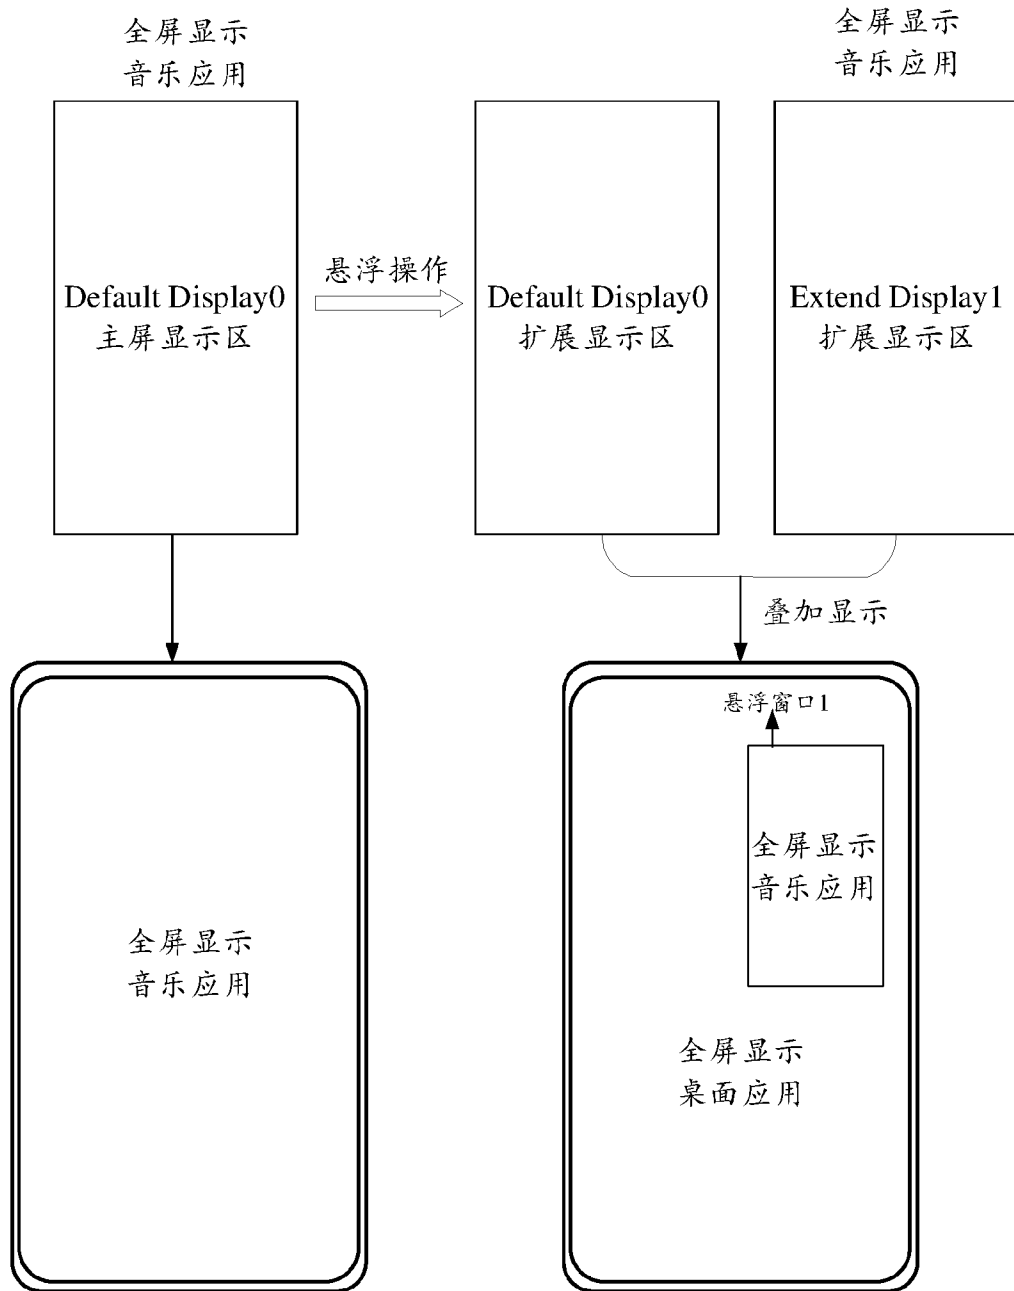 全屏显示
音乐应用
全屏显示
音乐应用
Default Display0
主屏显示区
悬浮操作
Default Display0
扩展显示区
Extend Display1
扩展显示区
叠加显示
悬浮窗口1
全屏显示
音乐应用
全屏显示
音乐应用
全屏显示
桌面应用